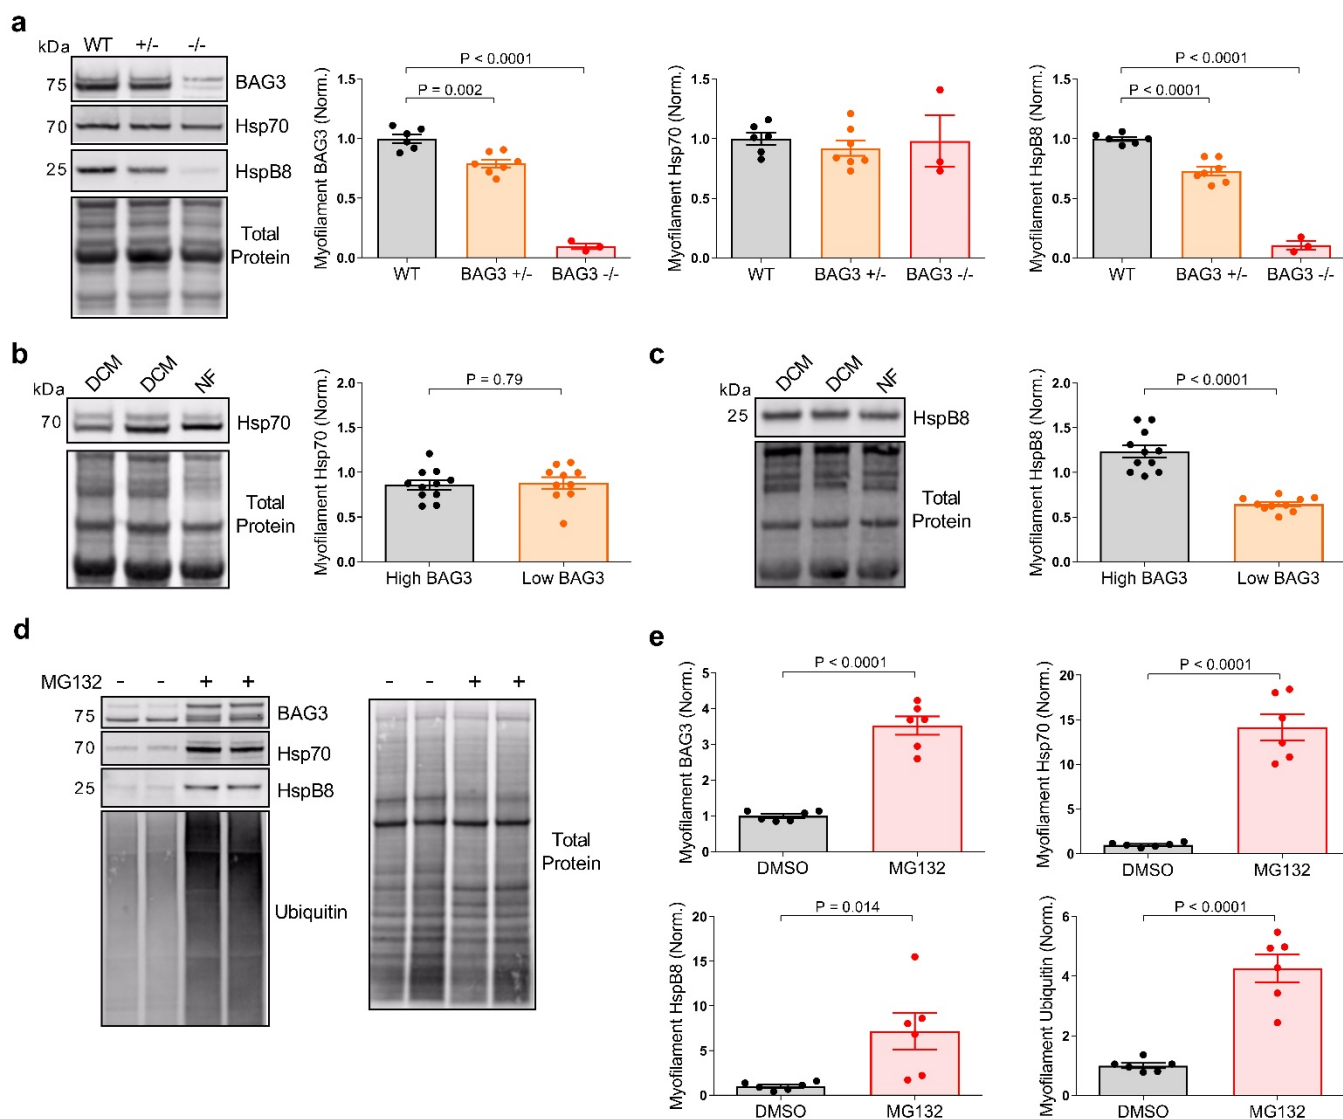 a
kDa WT +/- -/-
75 BAG3
70 Hsp70
25 HspB8
Total
Protein
Myofilament BAG3 (Norm.)
P < 0.0001
P = 0.002
1.5
1.0
0.5
0.0
WT BAG3 +/- BAG3 -/-
Myofilament Hsp70 (Norm.)
1.5
1.0
0.5
0.0
WT BAG3 +/- BAG3 -/-
Myofilament HspB8 (Norm.)
P < 0.0001
P < 0.0001
1.5
1.0
0.5
0.0
WT BAG3 +/- BAG3 -/-
b
kDa DCM DCM NF
70 Hsp70
Total
Protein
Myofilament Hsp70 (Norm.)
P = 0.79
2.0
1.5
1.0
0.5
0.0
High BAG3 Low BAG3
c
kDa DCM DCM NF
25 HspB8
Total
Protein
Myofilament HspB8 (Norm.)
P < 0.0001
2.0
1.5
1.0
0.5
0.0
High BAG3 Low BAG3
d
MG132 - - + +
75 BAG3
70 Hsp70
25 HspB8
Ubiquitin
- - + +
Total
Protein
e
Myofilament BAG3 (Norm.)
P < 0.0001
5
4
3
2
1
0
DMSO MG132
Myofilament Hsp70 (Norm.)
P < 0.0001
20
15
10
5
0
DMSO MG132
Myofilament HspB8 (Norm.)
P = 0.014
20
15
10
5
0
DMSO MG132
Myofilament Ubiquitin (Norm.)
P < 0.0001
6
4
2
0
DMSO MG132